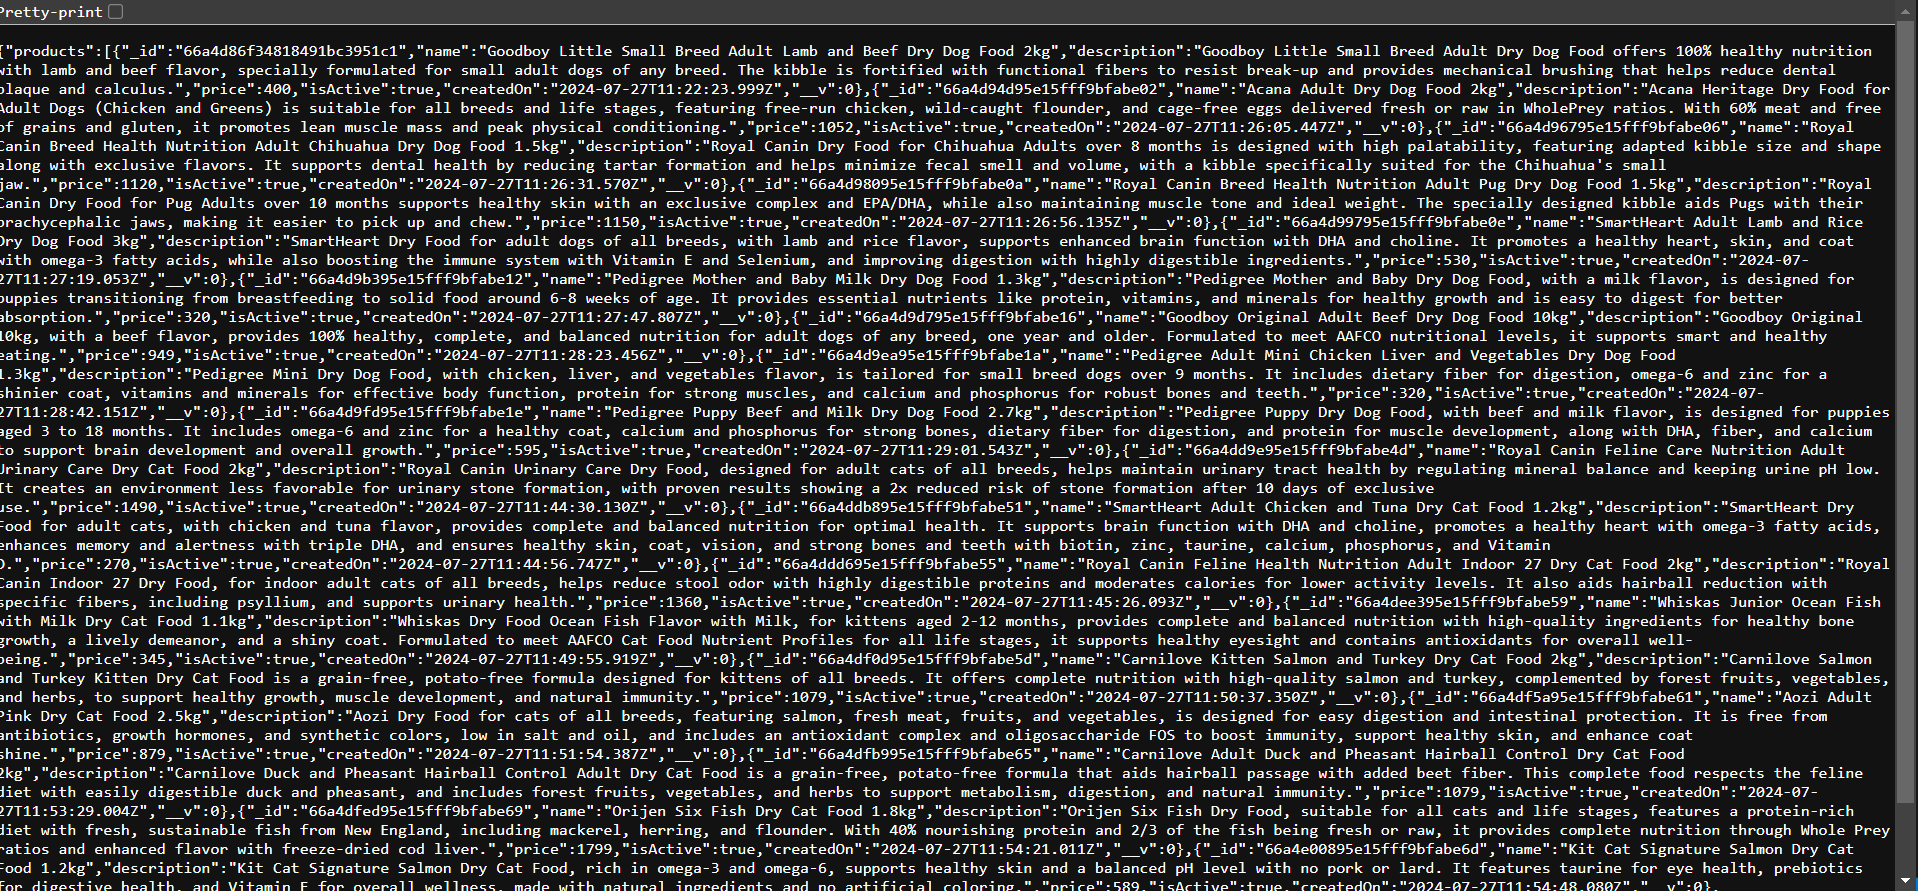 Pretty-print
{"products":[{"_id":"66a4d86f34818491bc3951c1","name":"Goodboy Little Small Breed Adult Lamb and Beef Dry Dog Food 2kg","description":"Goodboy Little Small Breed Adult Dry Dog Food offers 100% healthy nutrition
with lamb and beef flavor, specially formulated for small adult dogs of any breed. The kibble is fortified with functional fibers to resist break-up and provides mechanical brushing that helps reduce dental
plaque and calculus.","price":400,"isActive":true,"createdOn":"2024-07-27T11:22:23.999Z","__v":0},{"_id":"66a4d94d95e15fff9bfabe02","name":"Acana Adult Dry Dog Food 2kg","description":"Acana Heritage Dry Food for
Adult Dogs (Chicken and Greens) is suitable for all breeds and life stages, featuring free-run chicken, wild-caught flounder, and cage-free eggs delivered fresh or raw in WholePrey ratios. With 60% meat and free
of grains and gluten, it promotes lean muscle mass and peak physical conditioning.","price":1052,"isActive":true,"createdOn":"2024-07-27T11:26:05.447Z","__v":0},{"_id":"66a4d96795e15fff9bfabe06","name":"Royal
Canin Breed Health Nutrition Adult Chihuahua Dry Dog Food 1.5kg","description":"Royal Canin Dry Food for Chihuahua Adults over 8 months is designed with high palatability, featuring adapted kibble size and shape
along with exclusive flavors. It supports dental health by reducing tartar formation and helps minimize fecal smell and volume, with a kibble specifically suited for the Chihuahua's small
jaw.","price":1120,"isActive":true,"createdOn":"2024-07-27T11:26:31.570Z","__v":0},{"_id":"66a4d98095e15fff9bfabe0a","name":"Royal Canin Breed Health Nutrition Adult Pug Dry Dog Food 1.5kg","description":"Royal
Canin Dry Food for Pug Adults over 10 months supports healthy skin with an exclusive complex and EPA/DHA, while also maintaining muscle tone and ideal weight. The specially designed kibble aids Pugs with their
brachycephalic jaws, making it easier to pick up and chew.","price":1150,"isActive":true,"createdOn":"2024-07-27T11:26:56.135Z","__v":0},{"_id":"66a4d99795e15fff9bfabe0e","name":"SmartHeart Adult Lamb and Rice
Dry Dog Food 3kg","description":"SmartHeart Dry Food for adult dogs of all breeds, with lamb and rice flavor, supports enhanced brain function with DHA and choline. It promotes a healthy heart, skin, and coat
with omega-3 fatty acids, while also boosting the immune system with Vitamin E and Selenium, and improving digestion with highly digestible ingredients.","price":530,"isActive":true,"createdOn":"2024-07-
27T11:27:19.053Z","__v":0},{"_id":"66a4d9b395e15fff9bfabe12","name":"Pedigree Mother and Baby Milk Dry Dog Food 1.3kg","description":"Pedigree Mother and Baby Dry Dog Food, with a milk flavor, is designed for
puppies transitioning from breastfeeding to solid food around 6-8 weeks of age. It provides essential nutrients like protein, vitamins, and minerals for healthy growth and is easy to digest for better
absorption.","price":320,"isActive":true,"createdOn":"2024-07-27T11:27:47.807Z","__v":0},{"_id":"66a4d9d795e15fff9bfabe16","name":"Goodboy Original Adult Beef Dry Dog Food 10kg","description":"Goodboy Original
10kg, with a beef flavor, provides 100% healthy, complete, and balanced nutrition for adult dogs of any breed, one year and older. Formulated to meet AAFCO nutritional levels, it supports smart and healthy
eating.","price":949,"isActive":true,"createdOn":"2024-07-27T11:28:23.456Z","__v":0},{"_id":"66a4d9ea95e15fff9bfabe1a","name":"Pedigree Adult Mini Chicken Liver and Vegetables Dry Dog Food
1.3kg","description":"Pedigree Mini Dry Dog Food, with chicken, liver, and vegetables flavor, is tailored for small breed dogs over 9 months. It includes dietary fiber for digestion, omega-6 and zinc for a
shinier coat, vitamins and minerals for effective body function, protein for strong muscles, and calcium and phosphorus for robust bones and teeth.","price":320,"isActive":true,"createdOn":"2024-07-
27T11:28:42.151Z","__v":0},{"_id":"66a4d9fd95e15fff9bfabe1e","name":"Pedigree Puppy Beef and Milk Dry Dog Food 2.7kg","description":"Pedigree Puppy Dry Dog Food, with beef and milk flavor, is designed for puppies
aged 3 to 18 months. It includes omega-6 and zinc for a healthy coat, calcium and phosphorus for strong bones, dietary fiber for digestion, and protein for muscle development, along with DHA, fiber, and calcium
to support brain development and overall growth.","price":595,"isActive":true,"createdOn":"2024-07-27T11:29:01.543Z","__v":0},{"_id":"66a4dd9e95e15fff9bfabe4d","name":"Royal Canin Feline Care Nutrition Adult
Urinary Care Dry Cat Food 2kg","description":"Royal Canin Urinary Care Dry Food, designed for adult cats of all breeds, helps maintain urinary tract health by regulating mineral balance and keeping urine pH low.
It creates an environment less favorable for urinary stone formation, with proven results showing a 2x reduced risk of stone formation after 10 days of exclusive
use.","price":1490,"isActive":true,"createdOn":"2024-07-27T11:44:30.130Z","__v":0},{"_id":"66a4ddb895e15fff9bfabe51","name":"SmartHeart Adult Chicken and Tuna Dry Cat Food 1.2kg","description":"SmartHeart Dry
Food for adult cats, with chicken and tuna flavor, provides complete and balanced nutrition for optimal health. It supports brain function with DHA and choline, promotes a healthy heart with omega-3 fatty acids,
enhances memory and alertness with triple DHA, and ensures healthy skin, coat, vision, and strong bones and teeth with biotin, zinc, taurine, calcium, phosphorus, and Vitamin
D.","price":270,"isActive":true,"createdOn":"2024-07-27T11:44:56.747Z","__v":0},{"_id":"66a4ddd695e15fff9bfabe55","name":"Royal Canin Feline Health Nutrition Adult Indoor 27 Dry Cat Food 2kg","description":"Royal
Canin Indoor 27 Dry Food, for indoor adult cats of all breeds, helps reduce stool odor with highly digestible proteins and moderates calories for lower activity levels. It also aids hairball reduction with
specific fibers, including psyllium, and supports urinary health.","price":1360,"isActive":true,"createdOn":"2024-07-27T11:45:26.093Z","__v":0},{"_id":"66a4dee395e15fff9bfabe59","name":"Whiskas Junior Ocean Fish
with Milk Dry Cat Food 1.1kg","description":"Whiskas Dry Food Ocean Fish Flavor with Milk, for kittens aged 2-12 months, provides complete and balanced nutrition with high-quality ingredients for healthy bone
growth, a lively demeanor, and a shiny coat. Formulated to meet AAFCO Cat Food Nutrient Profiles for all life stages, it supports healthy eyesight and contains antioxidants for overall well-
being.","price":345,"isActive":true,"createdOn":"2024-07-27T11:49:55.919Z","__v":0},{"_id":"66a4df0d95e15fff9bfabe5d","name":"Carnilove Kitten Salmon and Turkey Dry Cat Food 2kg","description":"Carnilove Salmon
and Turkey Kitten Dry Cat Food is a grain-free, potato-free formula designed for kittens of all breeds. It offers complete nutrition with high-quality salmon and turkey, complemented by forest fruits, vegetables,
and herbs, to support healthy growth, muscle development, and natural immunity.","price":1079,"isActive":true,"createdOn":"2024-07-27T11:50:37.350Z","__v":0},{"_id":"66a4df5a95e15fff9bfabe61","name":"Aozi Adult
Pink Dry Cat Food 2.5kg","description":"Aozi Dry Food for cats of all breeds, featuring salmon, fresh meat, fruits, and vegetables, is designed for easy digestion and intestinal protection. It is free from
antibiotics, growth hormones, and synthetic colors, low in salt and oil, and includes an antioxidant complex and oligosaccharide FOS to boost immunity, support healthy skin, and enhance coat
shine.","price":879,"isActive":true,"createdOn":"2024-07-27T11:51:54.387Z","__v":0},{"_id":"66a4dfb995e15fff9bfabe65","name":"Carnilove Adult Duck and Pheasant Hairball Control Dry Cat Food
2kg","description":"Carnilove Duck and Pheasant Hairball Control Adult Dry Cat Food is a grain-free, potato-free formula that aids hairball passage with added beet fiber. This complete food respects the feline
diet with easily digestible duck and pheasant, and includes forest fruits, vegetables, and herbs to support metabolism, digestion, and natural immunity.","price":1079,"isActive":true,"createdOn":"2024-07-
27T11:53:29.004Z","__v":0},{"_id":"66a4dfed95e15fff9bfabe69","name":"Orijen Six Fish Dry Cat Food 1.8kg","description":"Orijen Six Fish Dry Food, suitable for all cats and life stages, features a protein-rich
diet with fresh, sustainable fish from New England, including mackerel, herring, and flounder. With 40% nourishing protein and 2/3 of the fish being fresh or raw, it provides complete nutrition through Whole Prey
ratios and enhanced flavor with freeze-dried cod liver.","price":1799,"isActive":true,"createdOn":"2024-07-27T11:54:21.011Z","__v":0},{"_id":"66a4e00895e15fff9bfabe6d","name":"Kit Cat Signature Salmon Dry Cat
Food 1.2kg","description":"Kit Cat Signature Salmon Dry Cat Food, rich in omega-3 and omega-6, supports healthy skin and a balanced pH level with no pork or lard. It features taurine for eye health, prebiotics
for digestive health, and Vitamin E for overall wellness, made with natural ingredients and no artificial coloring.","price":589,"isActive":true,"createdOn":"2024-07-27T11:54:48.080Z","__v":0},